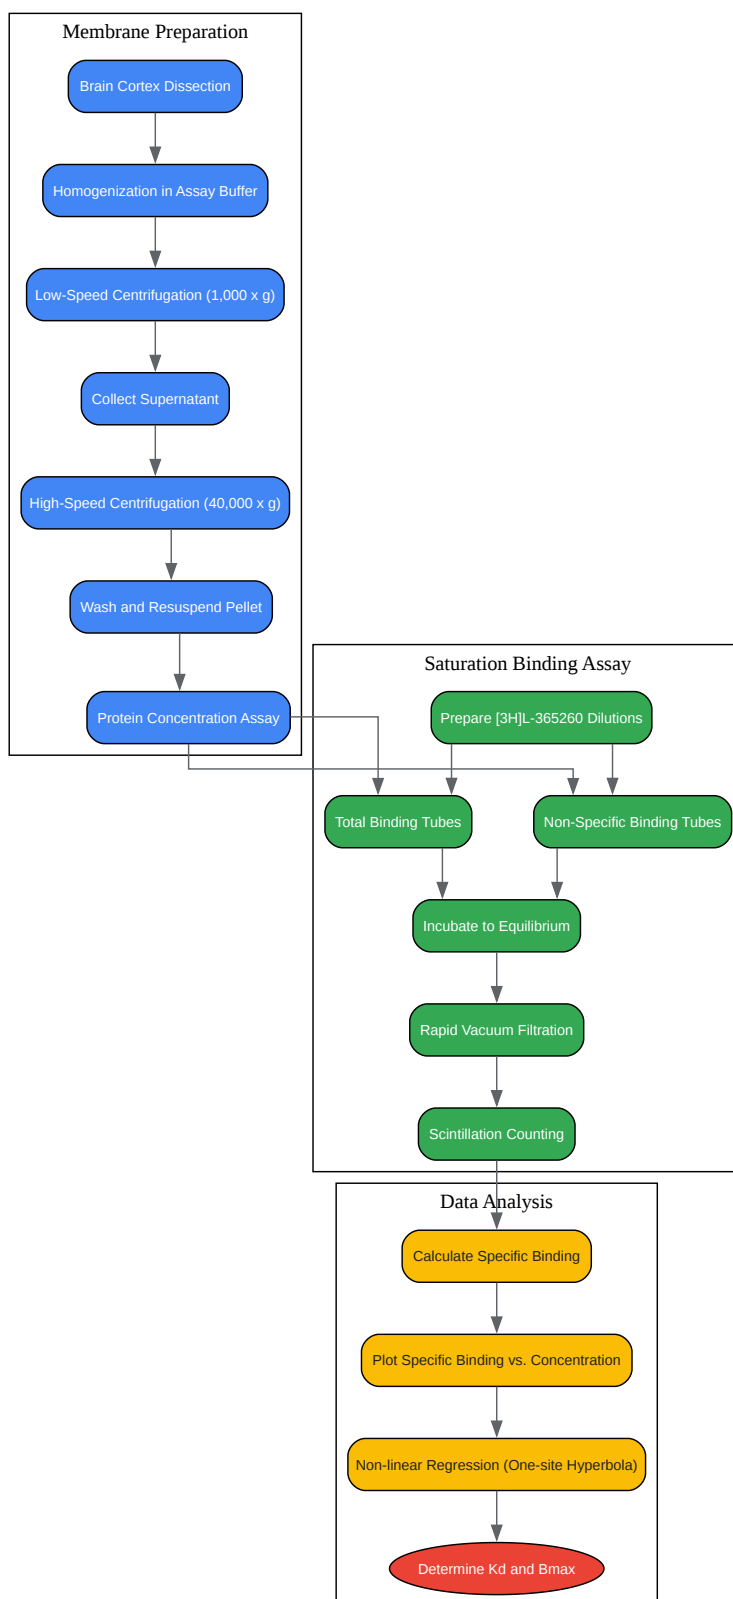 Membrane Preparation
Brain Cortex Dissection
Homogenization in Assay Buffer
Low-Speed Centrifugation (1,000 x g)
Collect Supernatant
High-Speed Centrifugation (40,000 x g)
Wash and Resuspend Pellet
Protein Concentration Assay
Saturation Binding Assay
Prepare [3H]L-365260 Dilutions
Total Binding Tubes
Non-Specific Binding Tubes
Incubate to Equilibrium
Rapid Vacuum Filtration
Scintillation Counting
Data Analysis
Calculate Specific Binding
Plot Specific Binding vs. Concentration
Non-linear Regression (One-site Hyperbola)
Determine Kd and Bmax